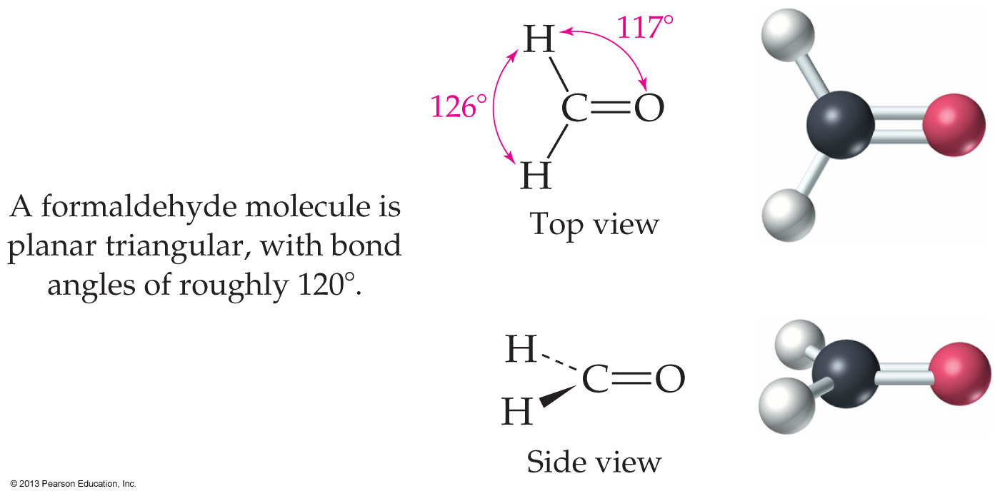 A formaldehyde molecule is
planar triangular, with bond
angles of roughly 120°.
H
117°
126°
C
O
H
Top view
H
C
O
H
Side view
© 2013 Pearson Education, Inc.